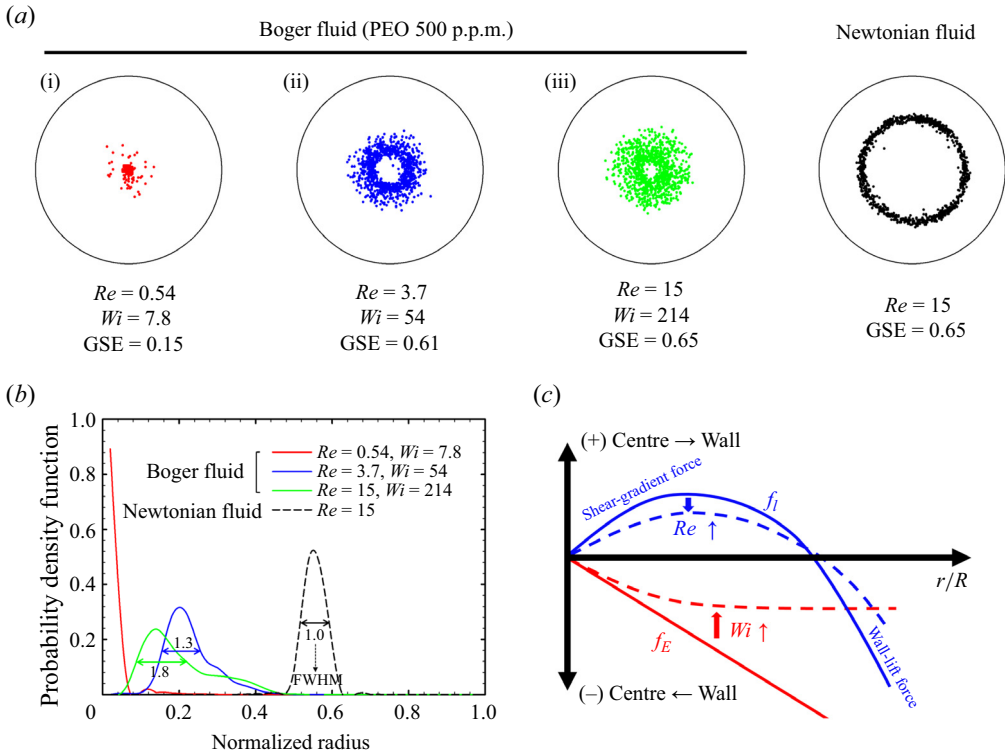 (a)
Boger fluid (PEO 500 p.p.m.)
Newtonian fluid
(i)
(ii)
(iii)
Re = 0.54
Wi = 7.8
GSE = 0.15
Re = 3.7
Wi = 54
GSE = 0.61
Re = 15
Wi = 214
GSE = 0.65
Re = 15
GSE = 0.65
(b)
Probability density function
1.0
0.8
0.6
0.4
0.2
0
0.2
0.4
0.6
0.8
1.0
Normalized radius
Boger fluid
Re = 0.54, Wi = 7.8
Re = 3.7, Wi = 54
Re = 15, Wi = 214
Newtonian fluid
Re = 15
1.3
1.8
1.0
FWHM
(c)
(+) Centre → Wall
Shear-gradient force
f_I
Re ↑
r/R
Wi ↑
f_E
Wall-lift force
(–) Centre ← Wall